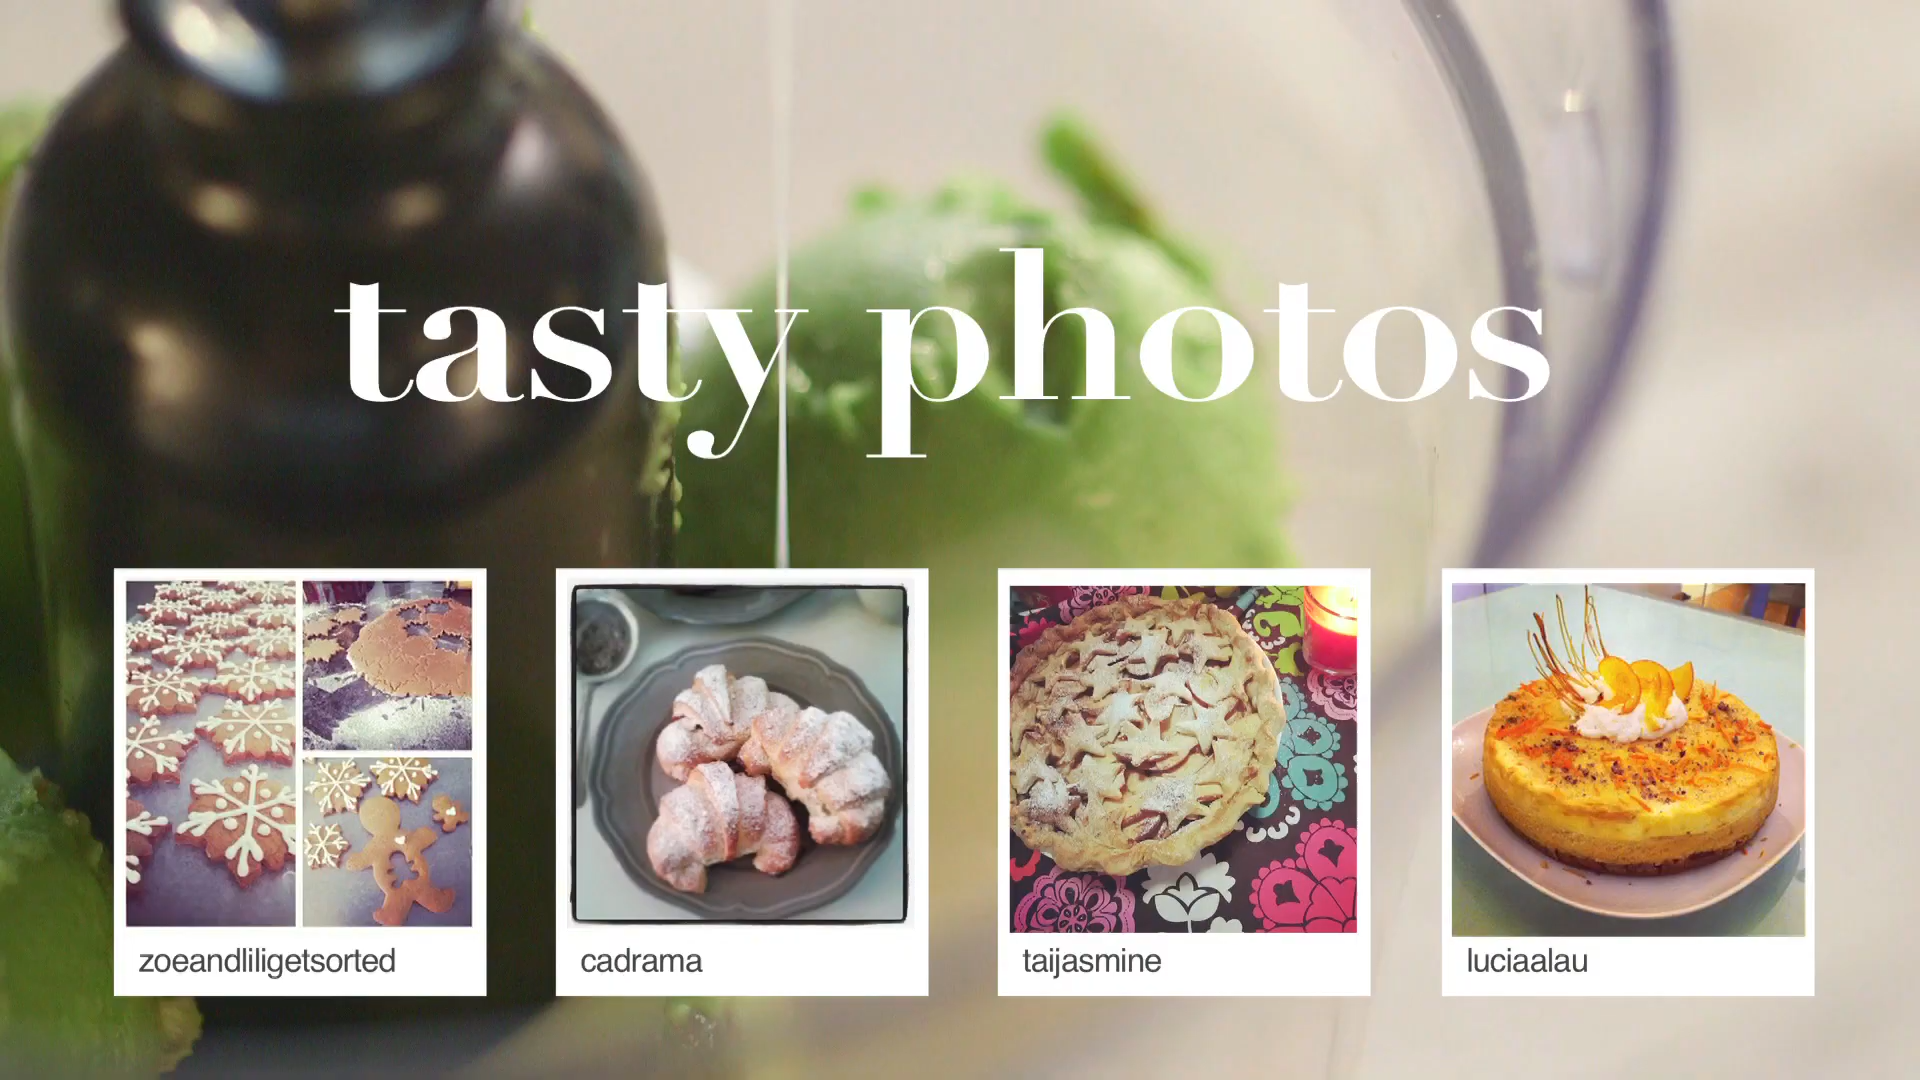 tasty photos
zoeandliligetsorted
cadrama
taijasmine
luciaalau